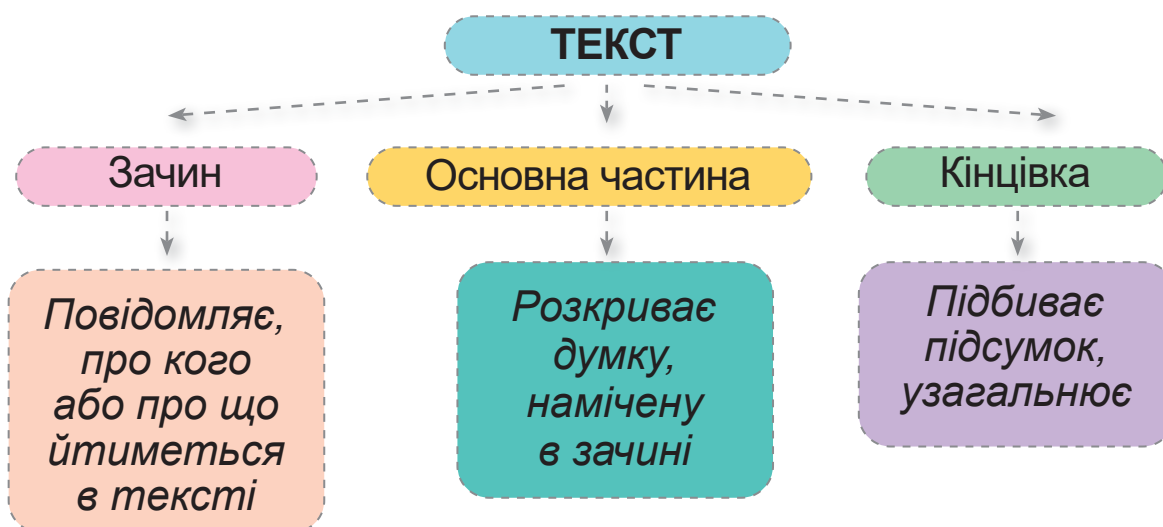 ТЕКСТ
Зачин
Основна частина
Кінцівка
Повідомляє,
про кого
або про що
йтиметься
в тексті
Розкриває
думку,
намічену
в зачині
Підбиває
підсумок,
узагальнює